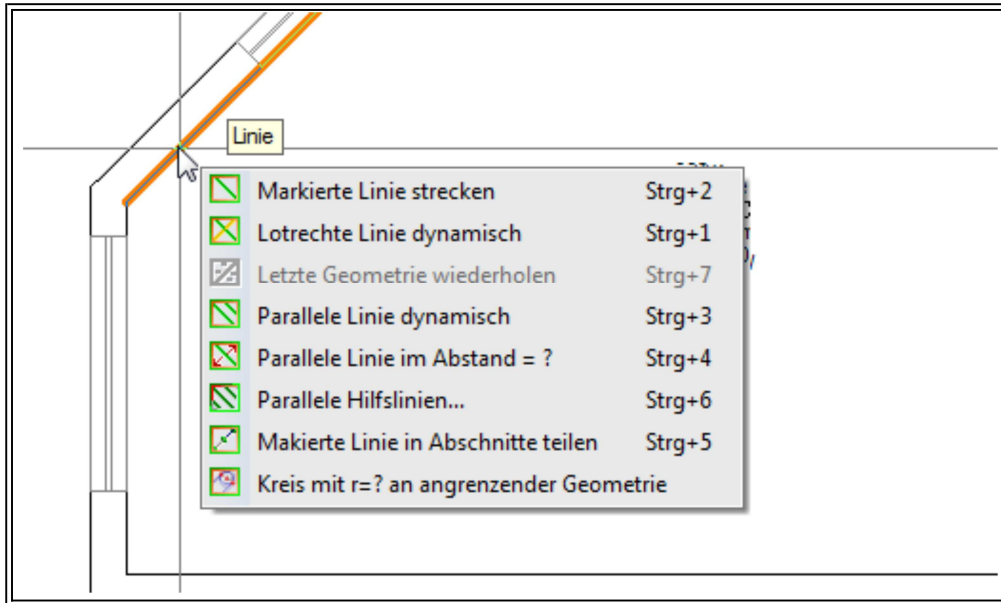 Linie
Markierte Linie strecken Strg+2
Lotrechte Linie dynamisch Strg+1
Letzte Geometrie wiederholen Strg+7
Parallele Linie dynamisch Strg+3
Parallele Linie im Abstand = ? Strg+4
Parallele Hilfslinien... Strg+6
Makierte Linie in Abschnitte teilen Strg+5
Kreis mit r=? an angrenzender Geometrie